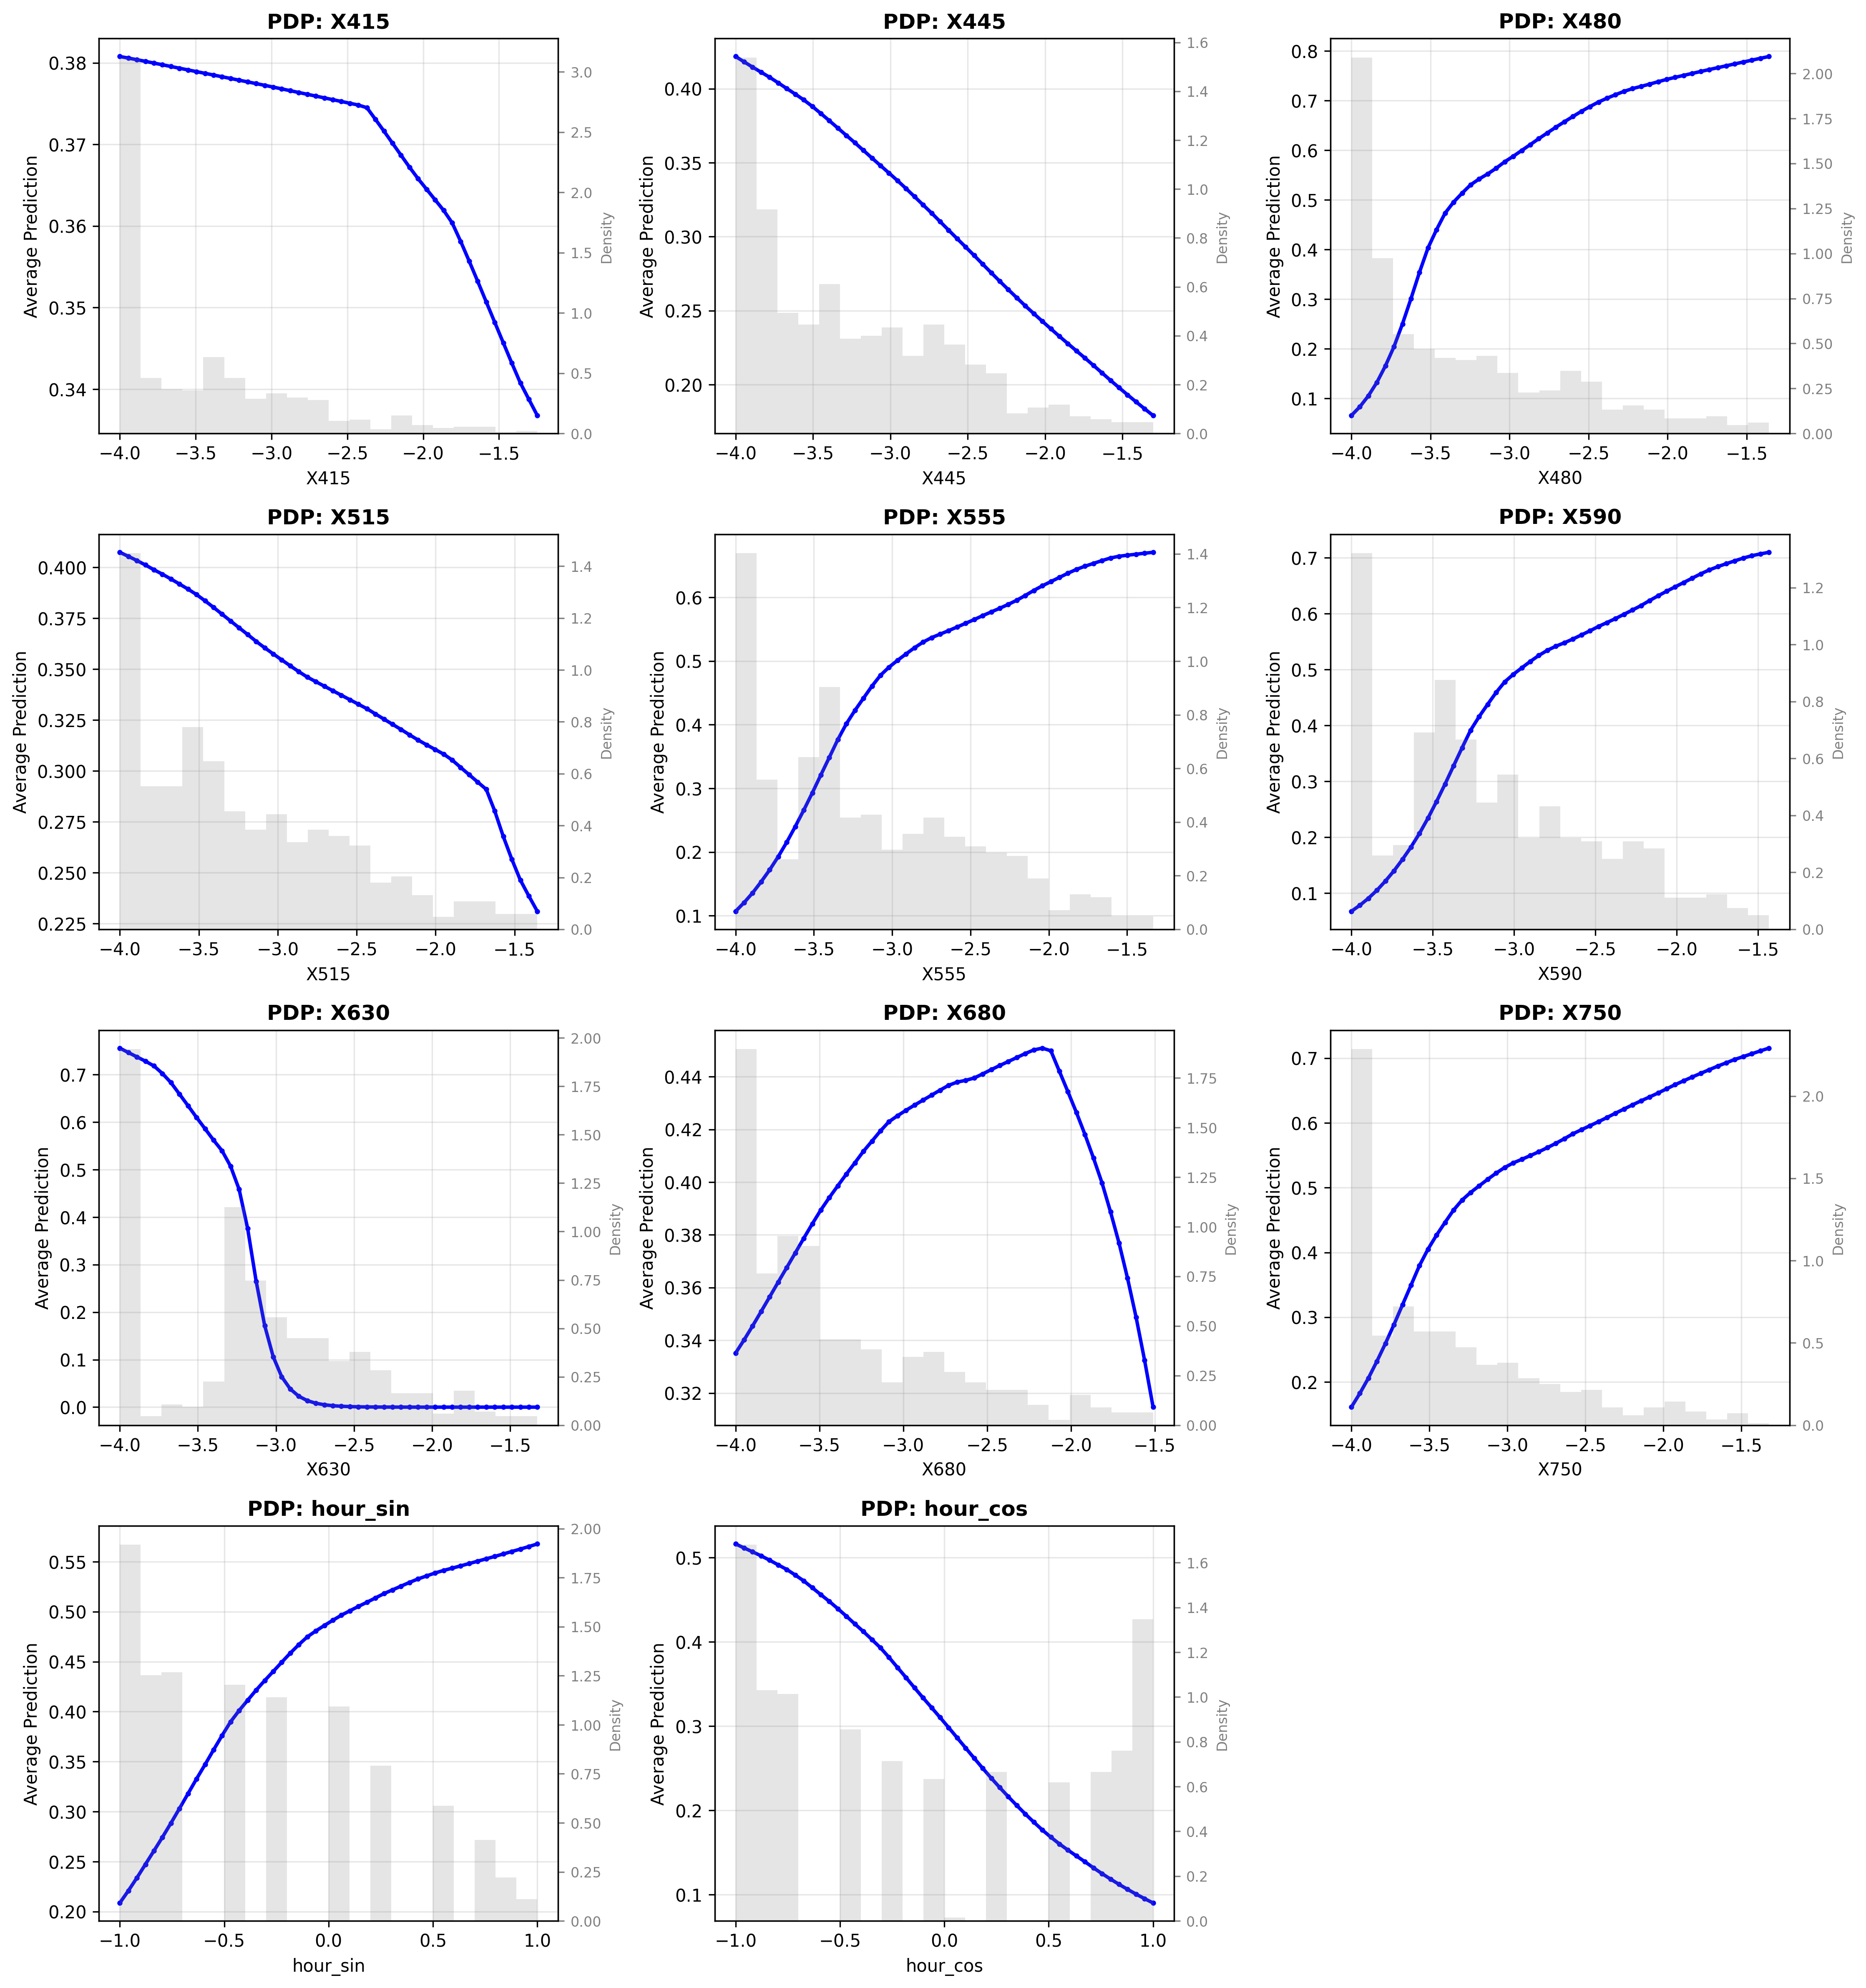 PDP: X415
Average Prediction
0.38
0.37
0.36
0.35
0.34
3.0
2.5
2.0
1.5
1.0
0.5
0.0
Density
−4.0 −3.5 −3.0 −2.5 −2.0 −1.5
X415
PDP: X445
Average Prediction
0.40
0.35
0.30
0.25
0.20
1.6
1.4
1.2
1.0
0.8
0.6
0.4
0.2
0.0
Density
−4.0 −3.5 −3.0 −2.5 −2.0 −1.5
X445
PDP: X480
Average Prediction
0.8
0.7
0.6
0.5
0.4
0.3
0.2
0.1
2.00
1.75
1.50
1.25
1.00
0.75
0.50
0.25
0.00
Density
−4.0 −3.5 −3.0 −2.5 −2.0 −1.5
X480
PDP: X515
Average Prediction
0.400
0.375
0.350
0.325
0.300
0.275
0.250
0.225
1.4
1.2
1.0
0.8
0.6
0.4
0.2
0.0
Density
−4.0 −3.5 −3.0 −2.5 −2.0 −1.5
X515
PDP: X555
Average Prediction
0.6
0.5
0.4
0.3
0.2
0.1
1.4
1.2
1.0
0.8
0.6
0.4
0.2
0.0
Density
−4.0 −3.5 −3.0 −2.5 −2.0 −1.5
X555
PDP: X590
Average Prediction
0.7
0.6
0.5
0.4
0.3
0.2
0.1
1.2
1.0
0.8
0.6
0.4
0.2
0.0
Density
−4.0 −3.5 −3.0 −2.5 −2.0 −1.5
X590
PDP: X630
Average Prediction
0.7
0.6
0.5
0.4
0.3
0.2
0.1
0.0
2.00
1.75
1.50
1.25
1.00
0.75
0.50
0.25
0.00
Density
−4.0 −3.5 −3.0 −2.5 −2.0 −1.5
X630
PDP: X680
Average Prediction
0.44
0.42
0.40
0.38
0.36
0.34
0.32
1.75
1.50
1.25
1.00
0.75
0.50
0.25
0.00
Density
−4.0 −3.5 −3.0 −2.5 −2.0 −1.5
X680
PDP: X750
Average Prediction
0.7
0.6
0.5
0.4
0.3
0.2
2.0
1.5
1.0
0.5
0.0
Density
−4.0 −3.5 −3.0 −2.5 −2.0 −1.5
X750
PDP: hour_sin
Average Prediction
0.55
0.50
0.45
0.40
0.35
0.30
0.25
0.20
2.00
1.75
1.50
1.25
1.00
0.75
0.50
0.25
0.00
Density
−1.0 −0.5 0.0 0.5 1.0
hour_sin
PDP: hour_cos
Average Prediction
0.5
0.4
0.3
0.2
0.1
1.6
1.4
1.2
1.0
0.8
0.6
0.4
0.2
0.0
Density
−1.0 −0.5 0.0 0.5 1.0
hour_cos